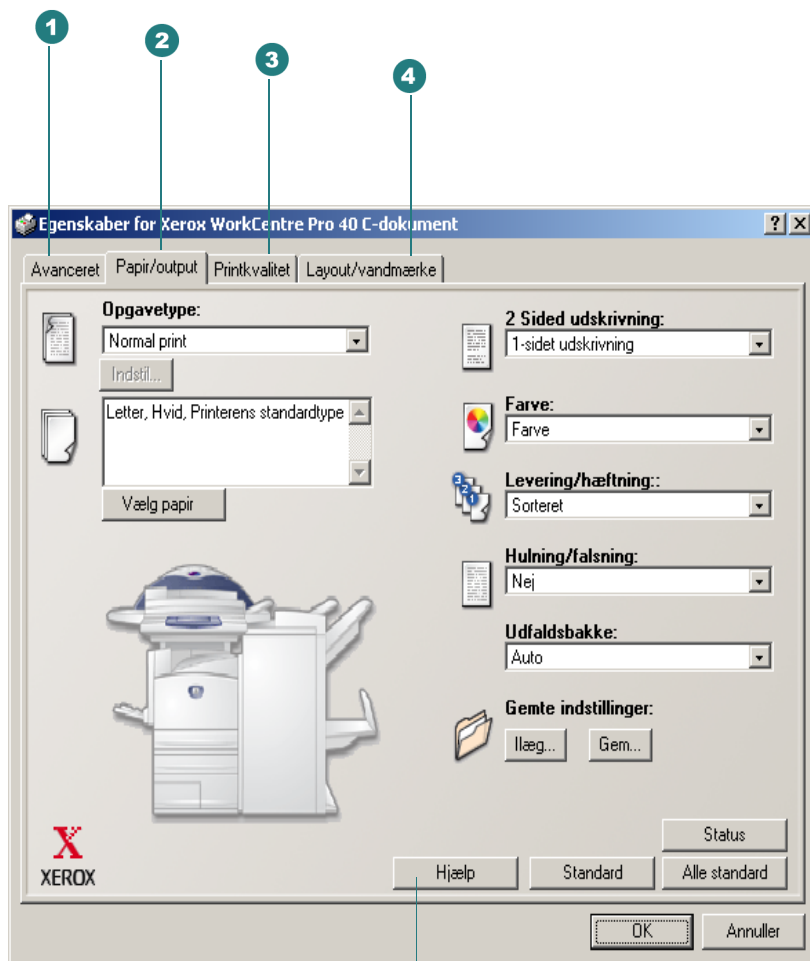 1
2
3
4
Egenskaber for Xerox WorkCentre Pro 40 C-dokument
Avanceret Papir/output Printkvalitet Layout/vandmærke
Opgavetype:
Normal print
Indstil...
Letter, Hvid, Printerens standardtype
Vælg papir
2 Sided udskrivning:
1-sidet udskrivning
Farve:
Farve
Levering/hæftning::
Sorteret
Hulning/falsning:
Nej
Udfaldsbakke:
Auto
Gemte indstillinger:
Ilæg... Gem...
X
XEROX
Status
Hjælp Standard Alle standard
OK Annuller